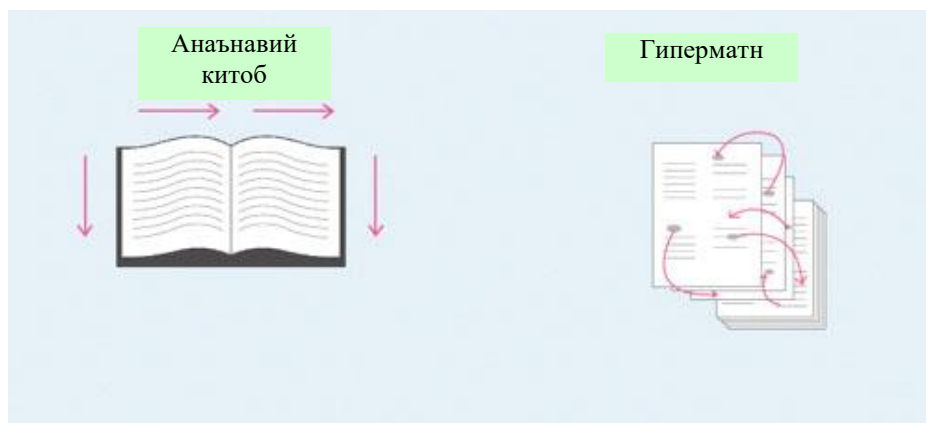 Анаънавий
китоб
Гиперматн